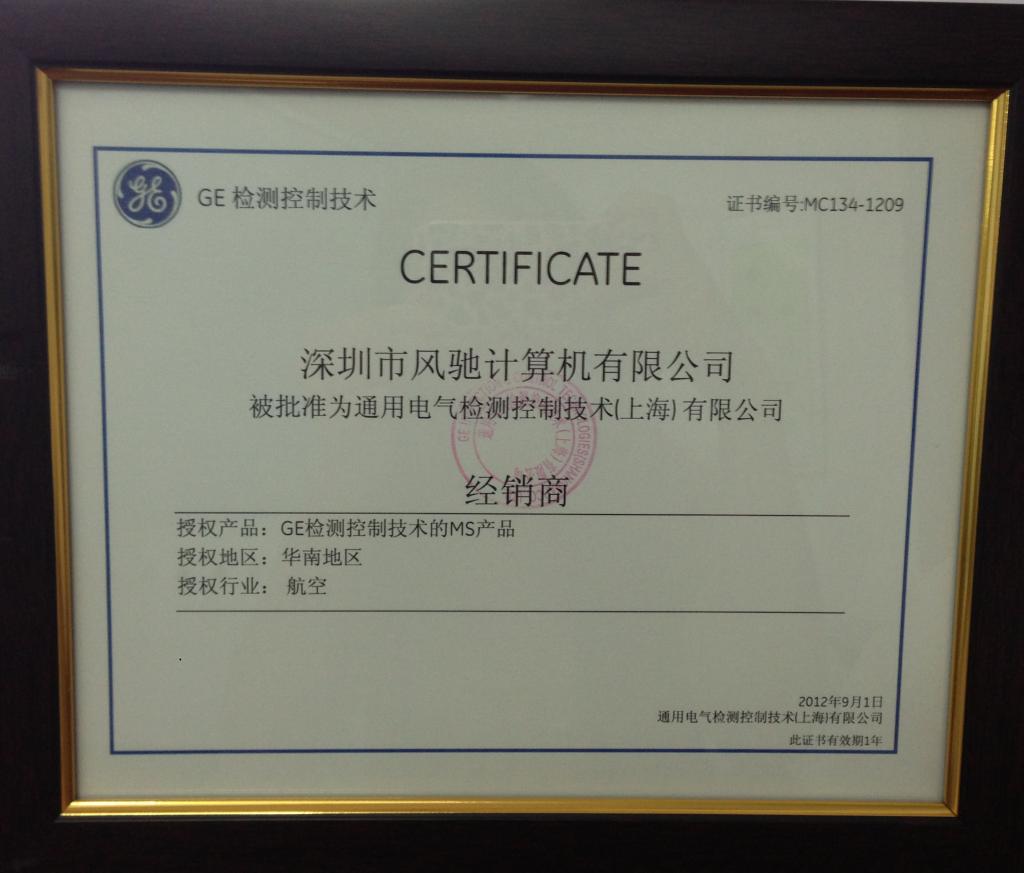 GE
GE 检测控制技术
证书编号:MC134-1209
CERTIFICATE
深圳市风驰计算机有限公司
被批准为通用电气检测控制技术(上海)有限公司
经销商
授权产品：GE检测控制技术的MS产品
授权地区：华南地区
授权行业： 航空
2012年9月1日
通用电气检测控制技术(上海)有限公司
此证书有效期1年